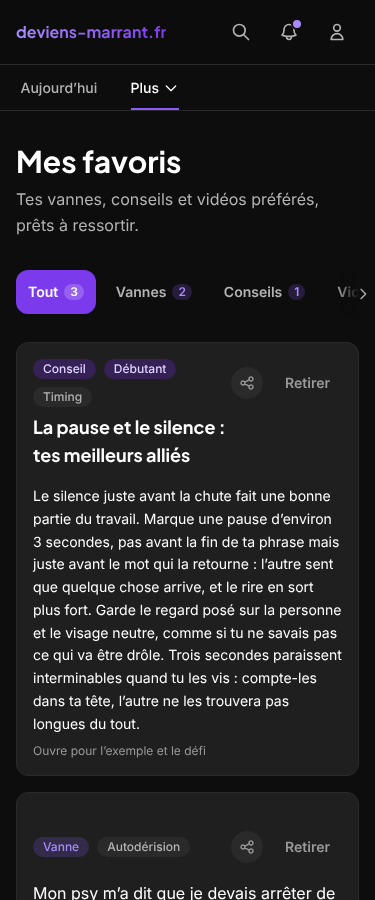 deviens-marrant.fr
Aujourd’hui Plus
Mes favoris
Tes vannes, conseils et vidéos préférés,
prêts à ressortir.
Tout 3 Vannes 2 Conseils 1
Conseil Débutant
Timing
Retirer
La pause et le silence :
tes meilleurs alliés
Le silence juste avant la chute fait une bonne
partie du travail. Marque une pause d’environ
3 secondes, pas avant la fin de ta phrase mais
juste avant le mot qui la retourne : l’autre sent
que quelque chose arrive, et le rire en sort
plus fort. Garde le regard posé sur la personne
et le visage neutre, comme si tu ne savais pas
ce qui va être drôle. Trois secondes paraissent
interminables quand tu les vis : compte-les
dans ta tête, l’autre ne les trouvera pas
longues du tout.
Ouvre pour l’exemple et le défi
Vanne Autodérision Retirer
Mon psy m’a dit que je devais arrêter de